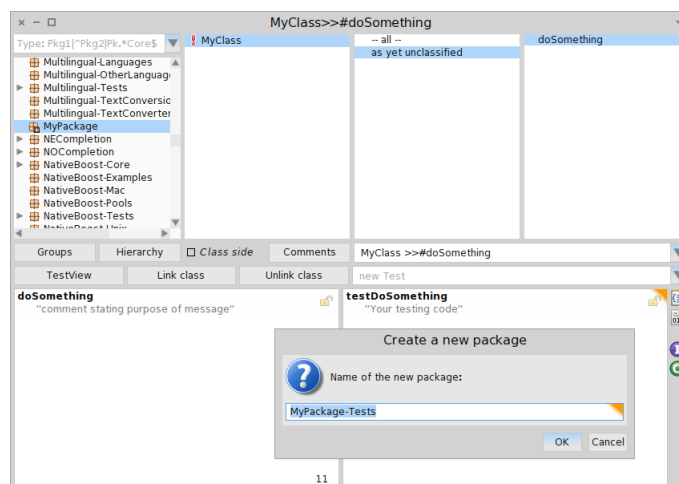 MyClass>>#doSomething
Type: Pkg1|^Pkg2|Pk.*Core$
Multilingual-Languages
Multilingual-OtherLanguag
Multilingual-Tests
Multilingual-TextConversio
Multilingual-TextConverter
MyPackage
NECompletion
NOCompletion
NativeBoost-Core
NativeBoost-Examples
NativeBoost-Mac
NativeBoost-Pools
NativeBoost-Tests
NativeBoost-Unix
MyClass
-- all --
as yet unclassified
doSomething
Groups
Hierarchy
Class side
Comments
MyClass >>#doSomething
TestView
Link class
Unlink class
new Test
doSomething
"comment stating purpose of message"
testDoSomething
"Your testing code"
Create a new package
Name of the new package:
MyPackage-Tests
OK
Cancel
11